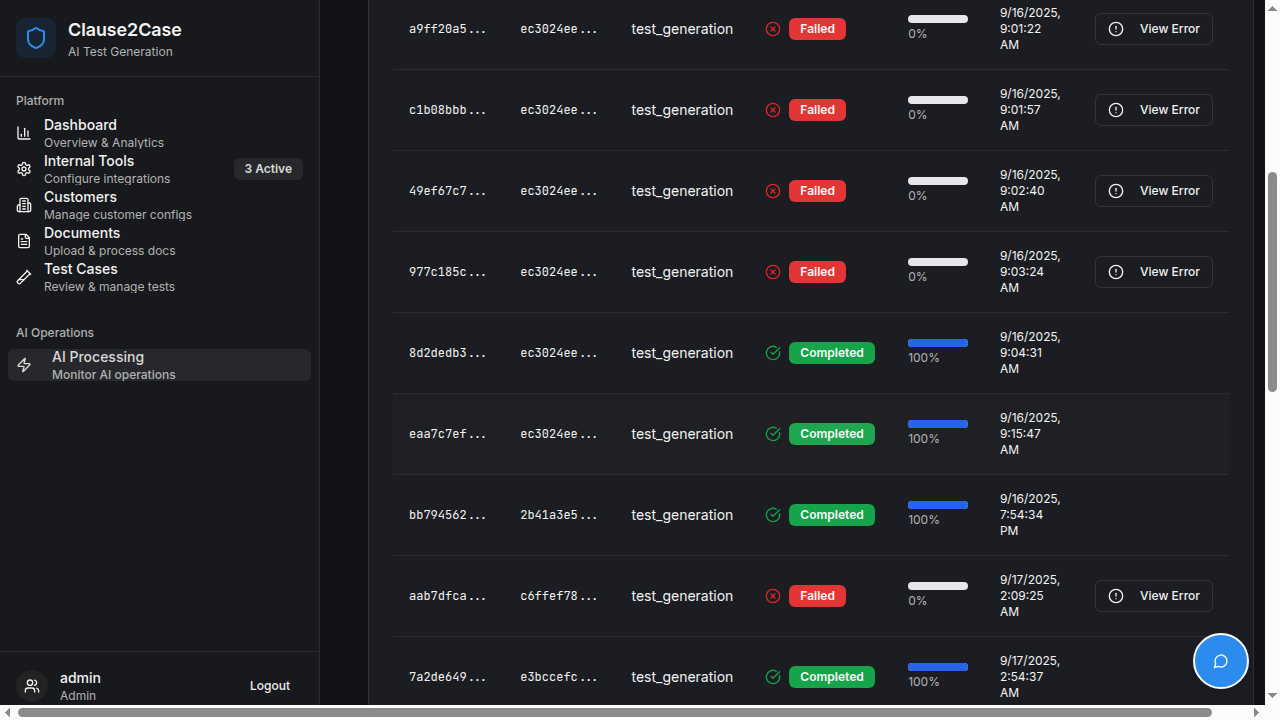 Clause2Case
AI Test Generation
Platform
Dashboard
Overview & Analytics
Internal Tools
Configure integrations
3 Active
Customers
Manage customer configs
Documents
Upload & process docs
Test Cases
Review & manage tests
AI Operations
AI Processing
Monitor AI operations
admin
Admin
Logout
a9ff20a5... ec3024ee... test_generation Failed 0% 9/16/2025, 9:01:22 AM View Error
c1b08bbb... ec3024ee... test_generation Failed 0% 9/16/2025, 9:01:57 AM View Error
49ef67c7... ec3024ee... test_generation Failed 0% 9/16/2025, 9:02:40 AM View Error
977c185c... ec3024ee... test_generation Failed 0% 9/16/2025, 9:03:24 AM View Error
8d2dedb3... ec3024ee... test_generation Completed 100% 9/16/2025, 9:04:31 AM
eaa7c7ef... ec3024ee... test_generation Completed 100% 9/16/2025, 9:15:47 AM
bb794562... 2b41a3e5... test_generation Completed 100% 9/16/2025, 7:54:34 PM
aab7dfca... c6ffef78... test_generation Failed 0% 9/17/2025, 2:09:25 AM View Error
7a2de649... e3bccefc... test_generation Completed 100% 9/17/2025, 2:54:37 AM